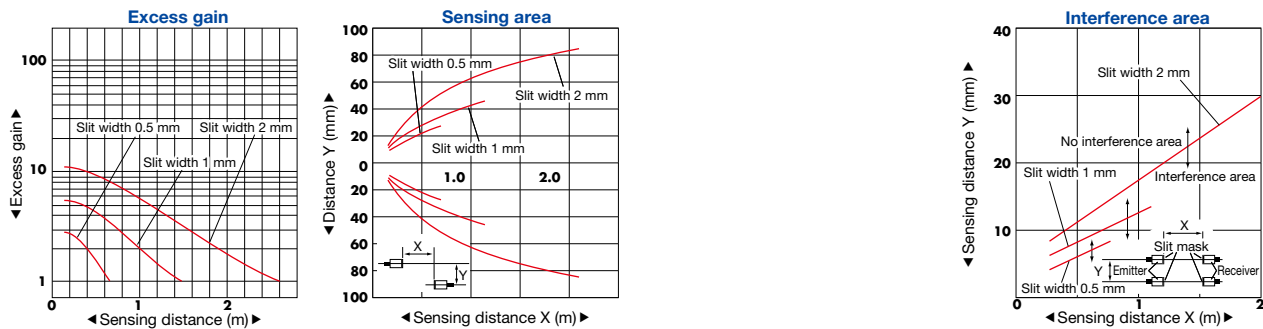 Excess gain
100
10
1
◄Excess gain►
Slit width 0.5 mm
Slit width 2 mm
Slit width 1 mm
0
1
2
◄Sensing distance (m)►
Sensing area
100
80
60
40
20
0
20
40
60
80
100
◄Distance Y (mm)►
Slit width 0.5 mm
Slit width 2 mm
Slit width 1 mm
1.0
2.0
X
Y
◄Sensing distance X (m)►
Interference area
40
30
20
10
0
◄Sensing distance Y (mm)►
Slit width 2 mm
No interference area
Slit width 1 mm
Interference area
X
Slit mask
Y
Emitter
Receiver
Slit width 0.5 mm
0
1
2
◄Sensing distance X (m)►